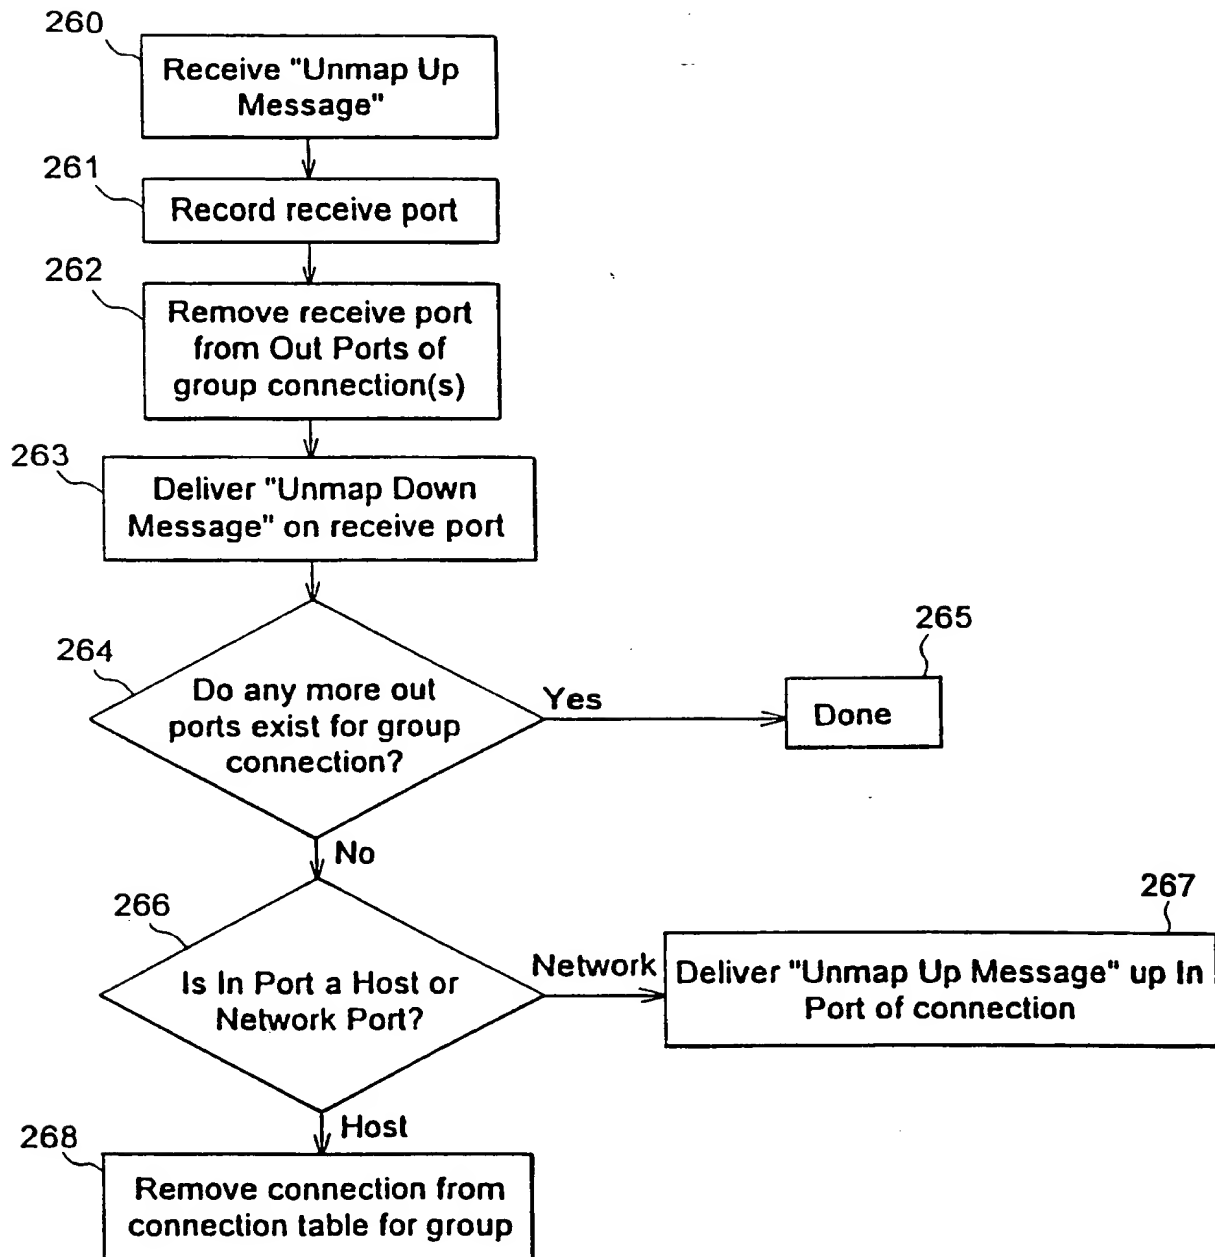 260
Receive "Unmap Up
Message"
261
Record receive port
262
Remove receive port
from Out Ports of
group connection(s)
263
Deliver "Unmap Down
Message" on receive port
264
Do any more out
ports exist for group
connection?
Yes
265
Done
No
266
Is In Port a Host or
Network Port?
Network
267
Deliver "Unmap Up Message" up In
Port of connection
Host
268
Remove connection from
connection table for group